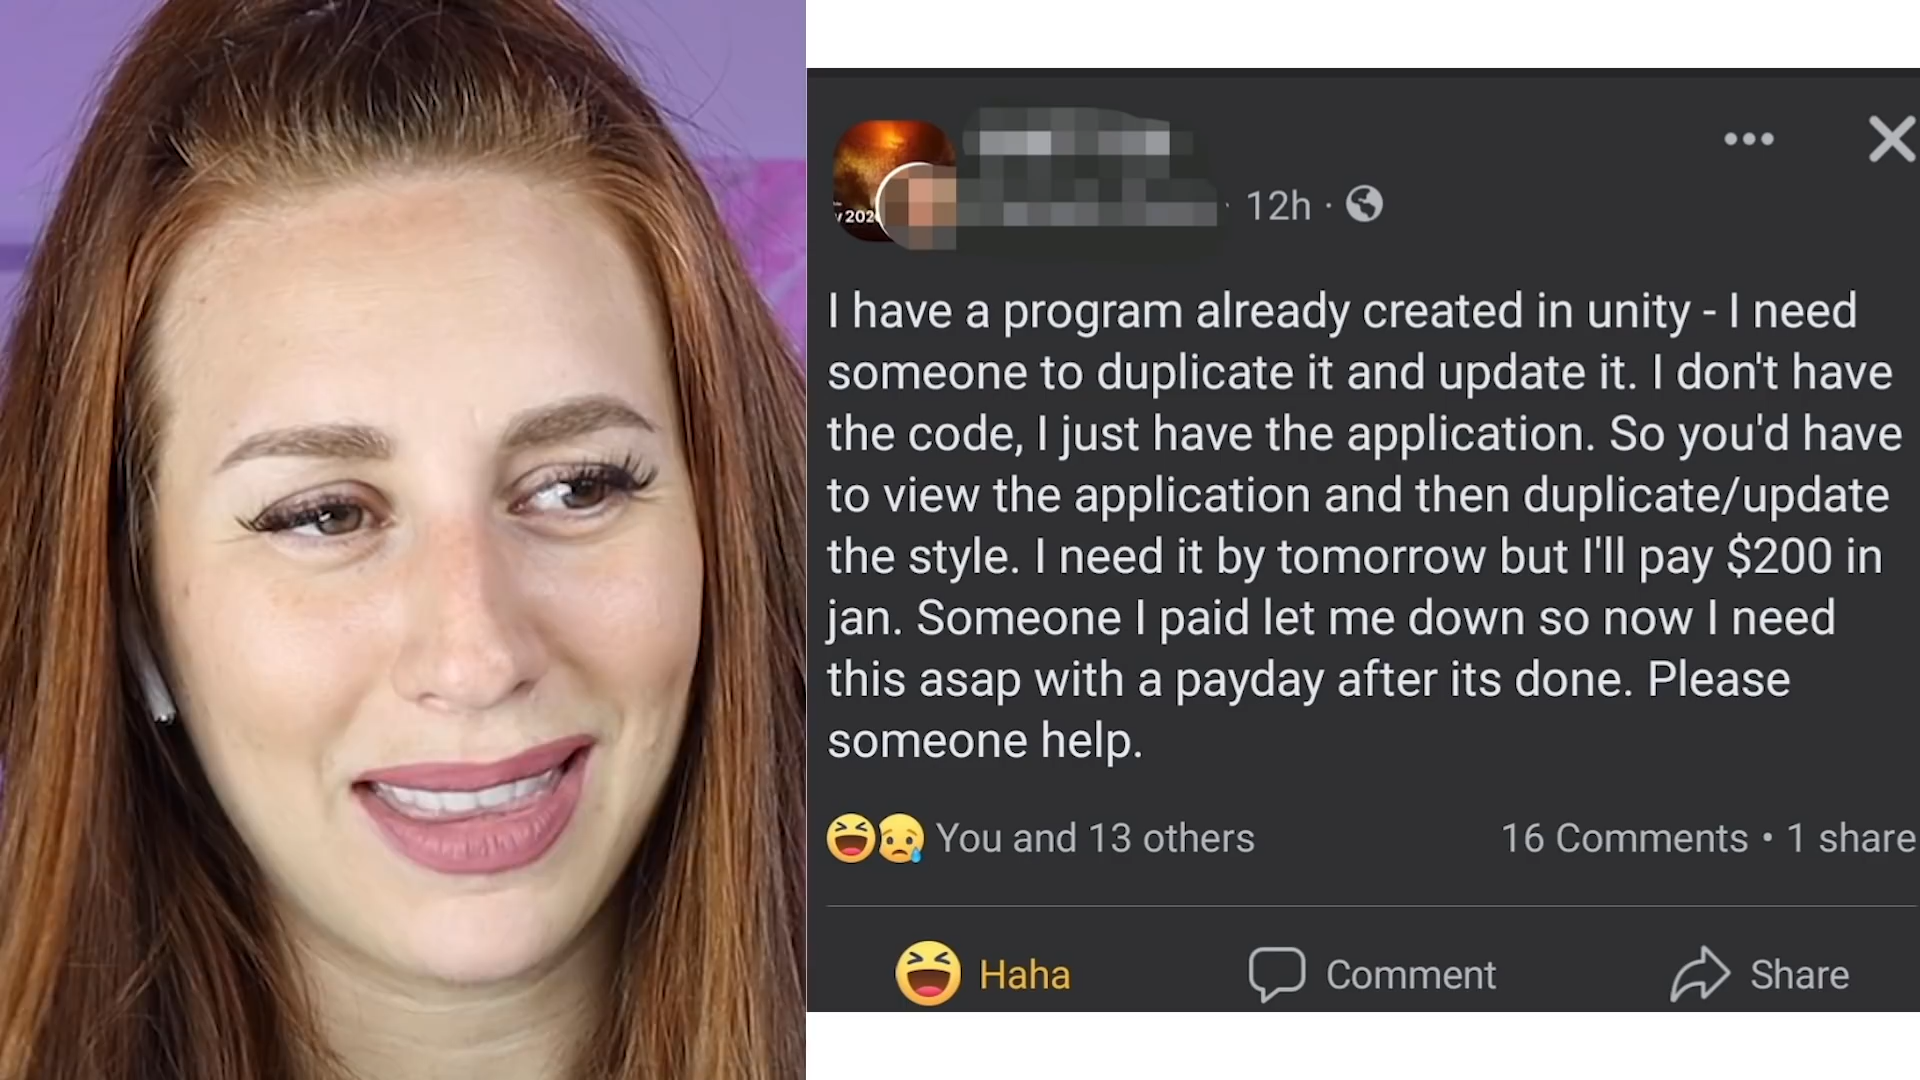 12h ·
v 202
I have a program already created in unity - I need
someone to duplicate it and update it. I don't have
the code, I just have the application. So you'd have
to view the application and then duplicate/update
the style. I need it by tomorrow but I'll pay $200 in
jan. Someone I paid let me down so now I need
this asap with a payday after its done. Please
someone help.
You and 13 others 16 Comments • 1 share
Haha Comment Share